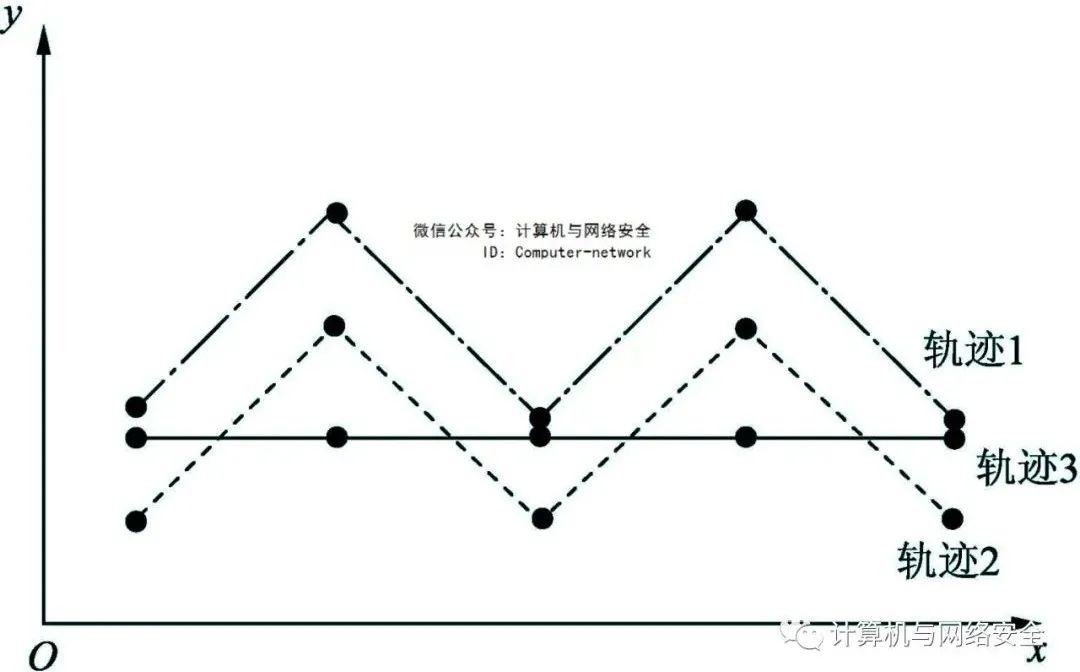 y
微信公众号：计算机与网络安全
ID：Computer-network
轨迹1
轨迹3
轨迹2
计算机与网络安全
O
x